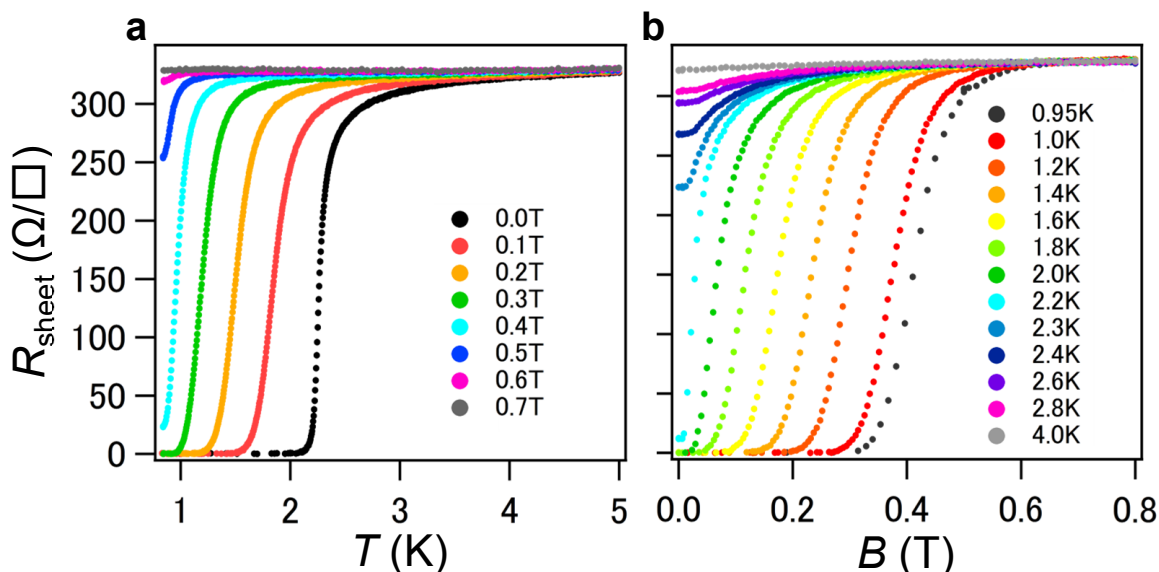 a
b
R_sheet (Ω/□)
300
250
200
150
100
50
0
0.0T
0.1T
0.2T
0.3T
0.4T
0.5T
0.6T
0.7T
1 2 3 4 5
T (K)
0.95K
1.0K
1.2K
1.4K
1.6K
1.8K
2.0K
2.2K
2.3K
2.4K
2.6K
2.8K
4.0K
0.0 0.2 0.4 0.6 0.8
B (T)